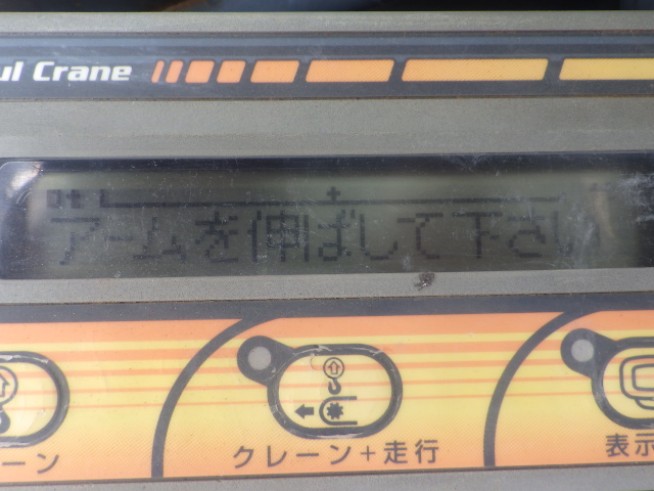 ul Crane
0t
アームを伸ばして下さい
ーン
クレーン+走行
表示